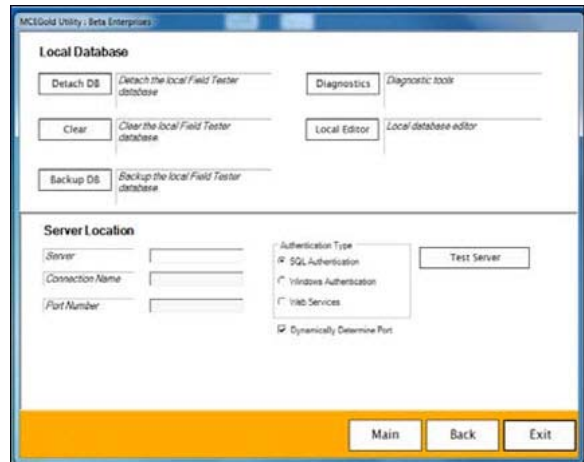 MCEGold Utility : Beta Enterprises
Local Database
Detach DB
Detach the local Field Tester
database
Diagnostics
Diagnostic tools
Clear
Clear the local Field Tester
database
Local Editor
Local database editor
Backup DB
Backup the local Field Tester
database
Server Location
Server
Connection Name
Port Number
Authentication Type
SQL Authentication
Windows Authentication
Web Services
Dynamically Determine Port
Test Server
Main
Back
Exit